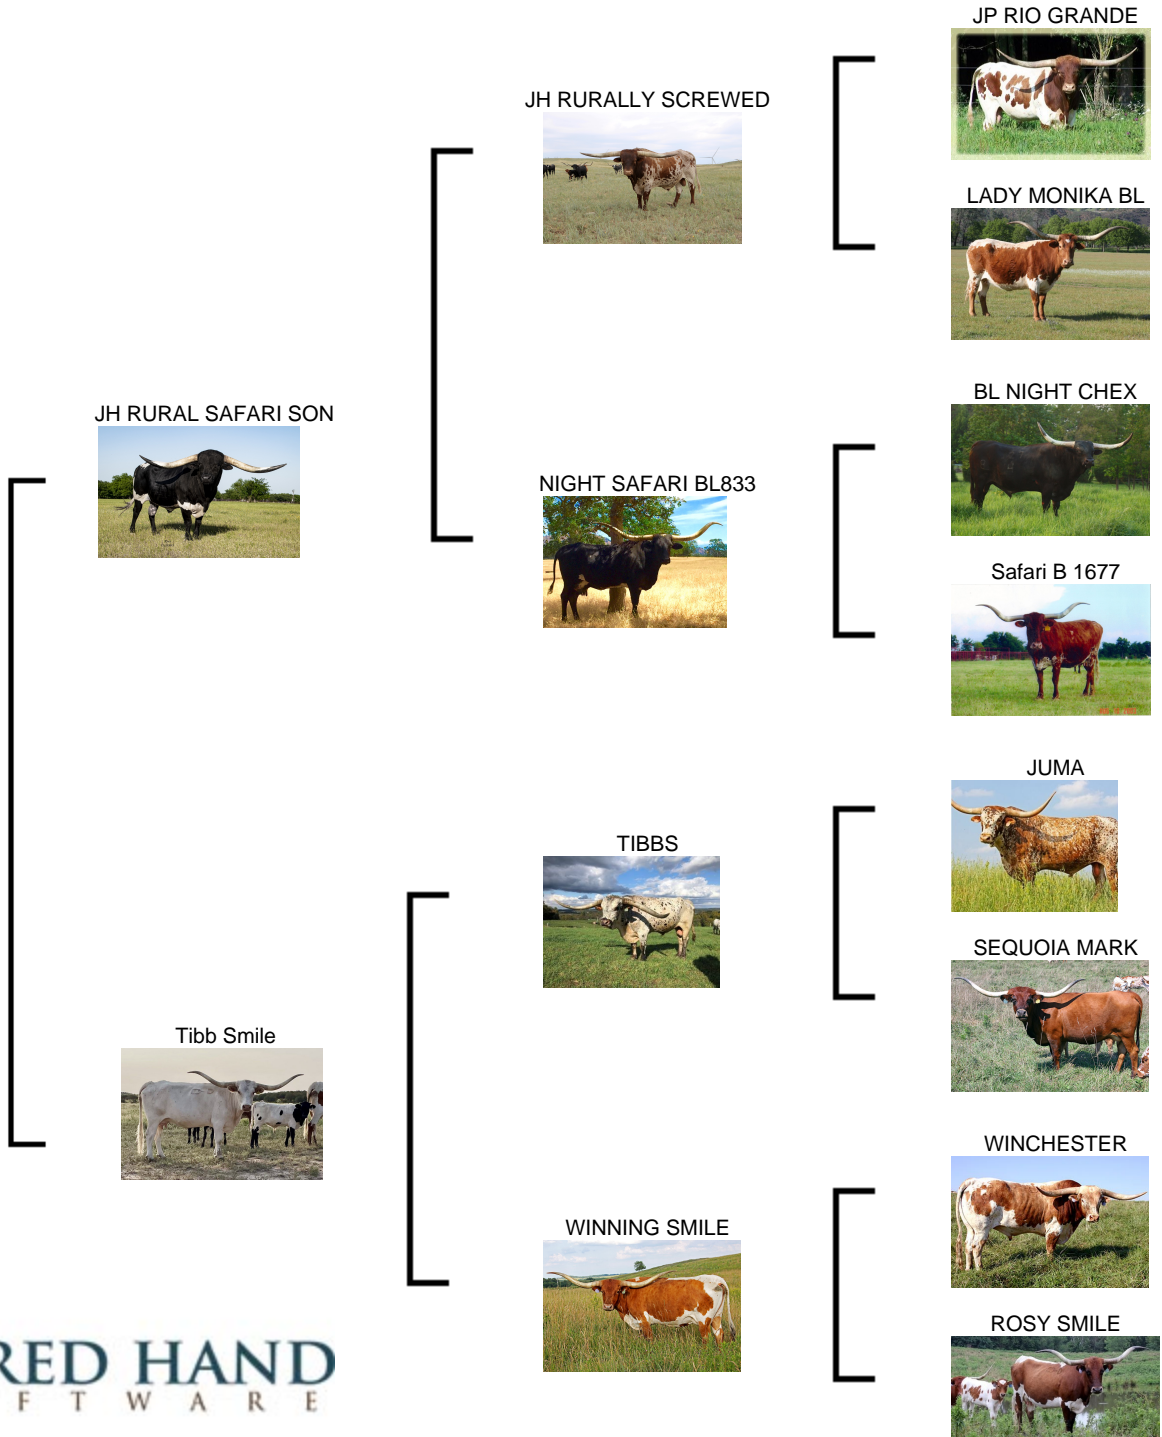 JP RIO GRANDE
JH RURALLY SCREWED
LADY MONIKA BL
JH RURAL SAFARI SON
BL NIGHT CHEX
NIGHT SAFARI BL833
Safari B 1677
JUMA
TIBBS
SEQUOIA MARK
Tibb Smile
WINCHESTER
WINNING SMILE
ROSY SMILE
RED HAND
F T W A R E